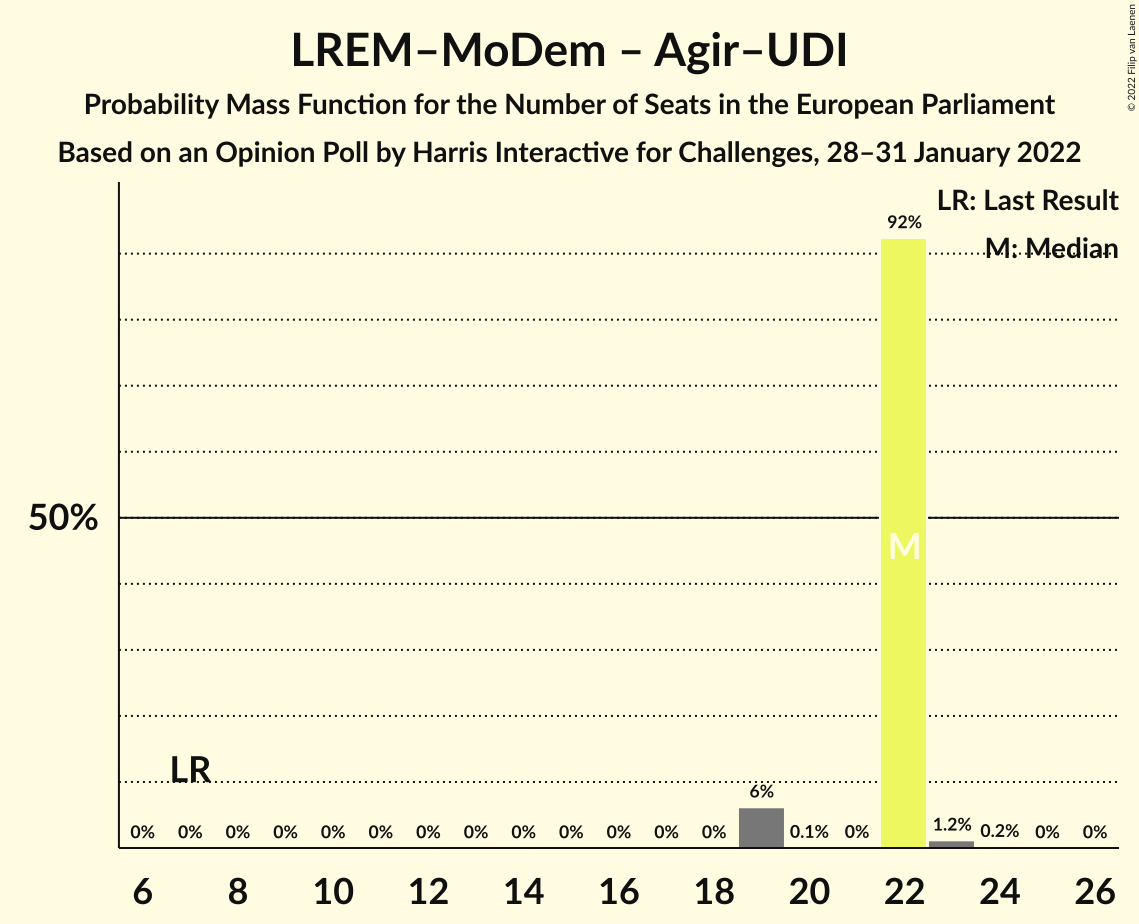 LREM–MoDem – Agir–UDI
Probability Mass Function for the Number of Seats in the European Parliament
Based on an Opinion Poll by Harris Interactive for Challenges, 28–31 January 2022
© 2022 Filip van Laenen
LR: Last Result
M: Median
92%
50%
M
LR
6%
0% 0% 0% 0% 0% 0% 0% 0% 0% 0% 0% 0% 0% 0.1% 0% 1.2% 0.2% 0% 0%
6 8 10 12 14 16 18 20 22 24 26